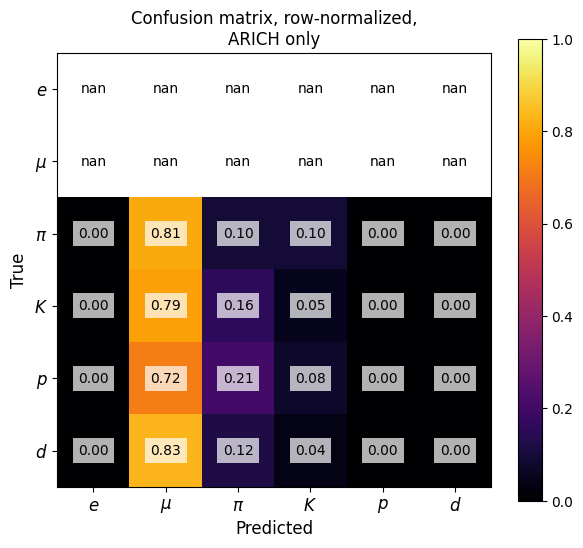 Confusion matrix, row-normalized,
ARICH only
1.0
e nan nan nan nan nan nan
0.8
μ nan nan nan nan nan nan
π 0.00 0.81 0.10 0.10 0.00 0.00
0.6
True
K 0.00 0.79 0.16 0.05 0.00 0.00
0.4
p 0.00 0.72 0.21 0.08 0.00 0.00
0.2
d 0.00 0.83 0.12 0.04 0.00 0.00
0.0
e μ π K p d
Predicted